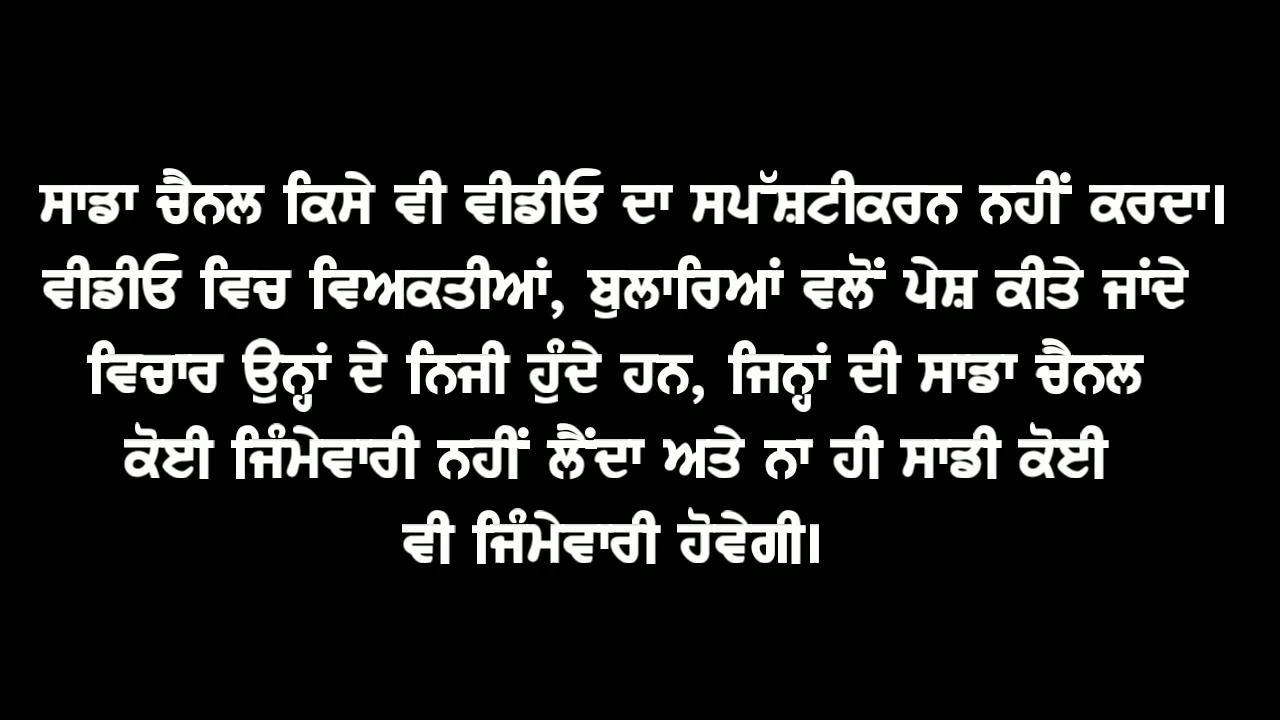 ਸਾਡਾ ਚੈਨਲ ਕਿਸੇ ਵੀ ਵੀਡੀਓ ਦਾ ਸਪੱਸ਼ਟੀਕਰਨ ਨਹੀਂ ਕਰਦਾ।
ਵੀਡੀਓ ਵਿਚ ਵਿਅਕਤੀਆਂ, ਬੁਲਾਰਿਆਂ ਵਲੋਂ ਪੇਸ਼ ਕੀਤੇ ਜਾਂਦੇ
ਵਿਚਾਰ ਉਨ੍ਹਾਂ ਦੇ ਨਿਜੀ ਹੁੰਦੇ ਹਨ, ਜਿਨ੍ਹਾਂ ਦੀ ਸਾਡਾ ਚੈਨਲ
ਕੋਈ ਜਿੰਮੇਵਾਰੀ ਨਹੀਂ ਲੈਂਦਾ ਅਤੇ ਨਾ ਹੀ ਸਾਡੀ ਕੋਈ
ਵੀ ਜਿੰਮੇਵਾਰੀ ਹੋਵੇਗੀ।